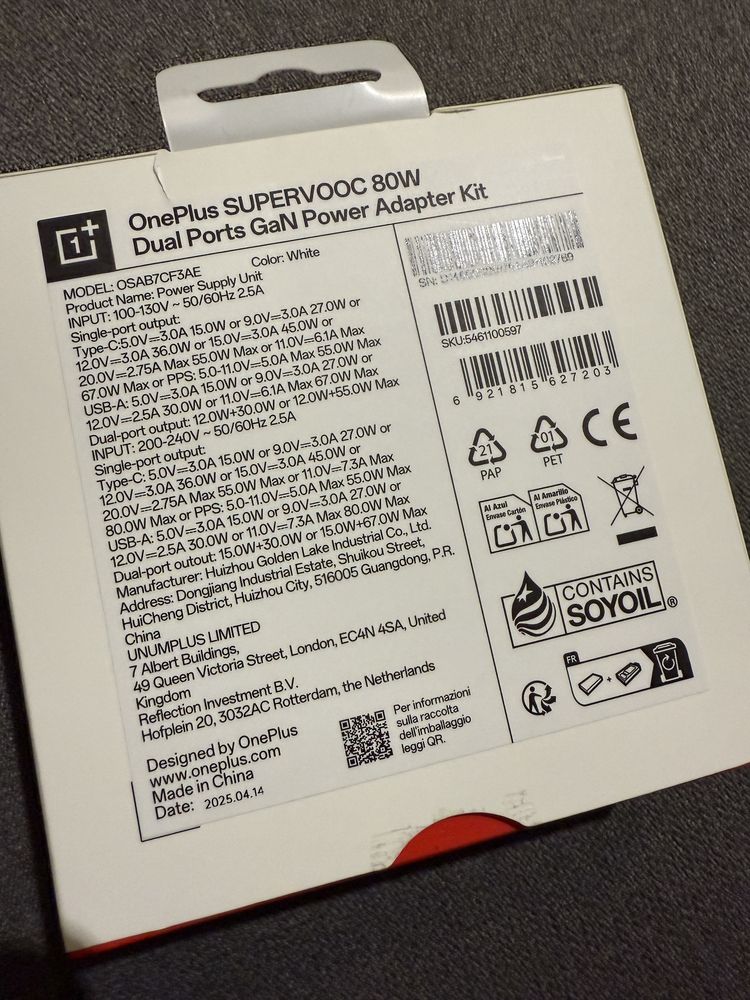 OnePlus SUPERVOOC 80W
Dual Ports GaN Power Adapter Kit
MODEL: OSAB7CF3AE Color: White
Product Name: Power Supply Unit
INPUT: 100-130V ~ 50/60Hz 2.5A
Single-port output:
Type-C:5.0V⎓3.0A 15.0W or 9.0V⎓3.0A 27.0W or
12.0V⎓3.0A 36.0W or 15.0V⎓3.0A 45.0W or
20.0V⎓2.75A Max 55.0W Max or 11.0V⎓6.1A Max
67.0W Max or PPS: 5.0-11.0V⎓5.0A Max 55.0W Max
USB-A: 5.0V⎓3.0A 15.0W or 9.0V⎓3.0A 27.0W or
12.0V⎓2.5A 30.0W or 11.0V⎓6.1A Max 67.0W Max
Dual-port output: 12.0W+30.0W or 12.0W+55.0W Max
INPUT: 200-240V ~ 50/60Hz 2.5A
Single-port output:
Type-C: 5.0V⎓3.0A 15.0W or 9.0V⎓3.0A 27.0W or
12.0V⎓3.0A 36.0W or 15.0V⎓3.0A 45.0W or
20.0V⎓2.75A Max 55.0W Max or 11.0V⎓7.3A Max
80.0W Max or PPS: 5.0-11.0V⎓5.0A Max 55.0W Max
USB-A: 5.0V⎓3.0A 15.0W or 9.0V⎓3.0A 27.0W or
12.0V⎓2.5A 30.0W or 11.0V⎓7.3A Max 80.0W Max
Dual-port outout: 15.0W+30.0W or 15.0W+67.0W Max
Manufacturer: Huizhou Golden Lake Industrial Co., Ltd.
Address: Dongjiang Industrial Estate, Shuikou Street,
HuiCheng District, Huizhou City, 516005 Guangdong, P.R.
China
UNUMPLUS LIMITED
7 Albert Buildings,
49 Queen Victoria Street, London, EC4N 4SA, United
Kingdom
Reflection Investment B.V.
Hofplein 20, 3032AC Rotterdam, the Netherlands
Designed by OnePlus
www.oneplus.com
Made in China
Date: 2025.04.14
Per informazioni
sulla raccolta
dell'imballaggio
leggi QR.
SN:
SKU:5461100597
6 921815 627203
21
PAP
01
PET
CE
Al Azul
Envase Cartón
Al Amarillo
Envase Plástico
CONTAINS
SOYOIL®
FR